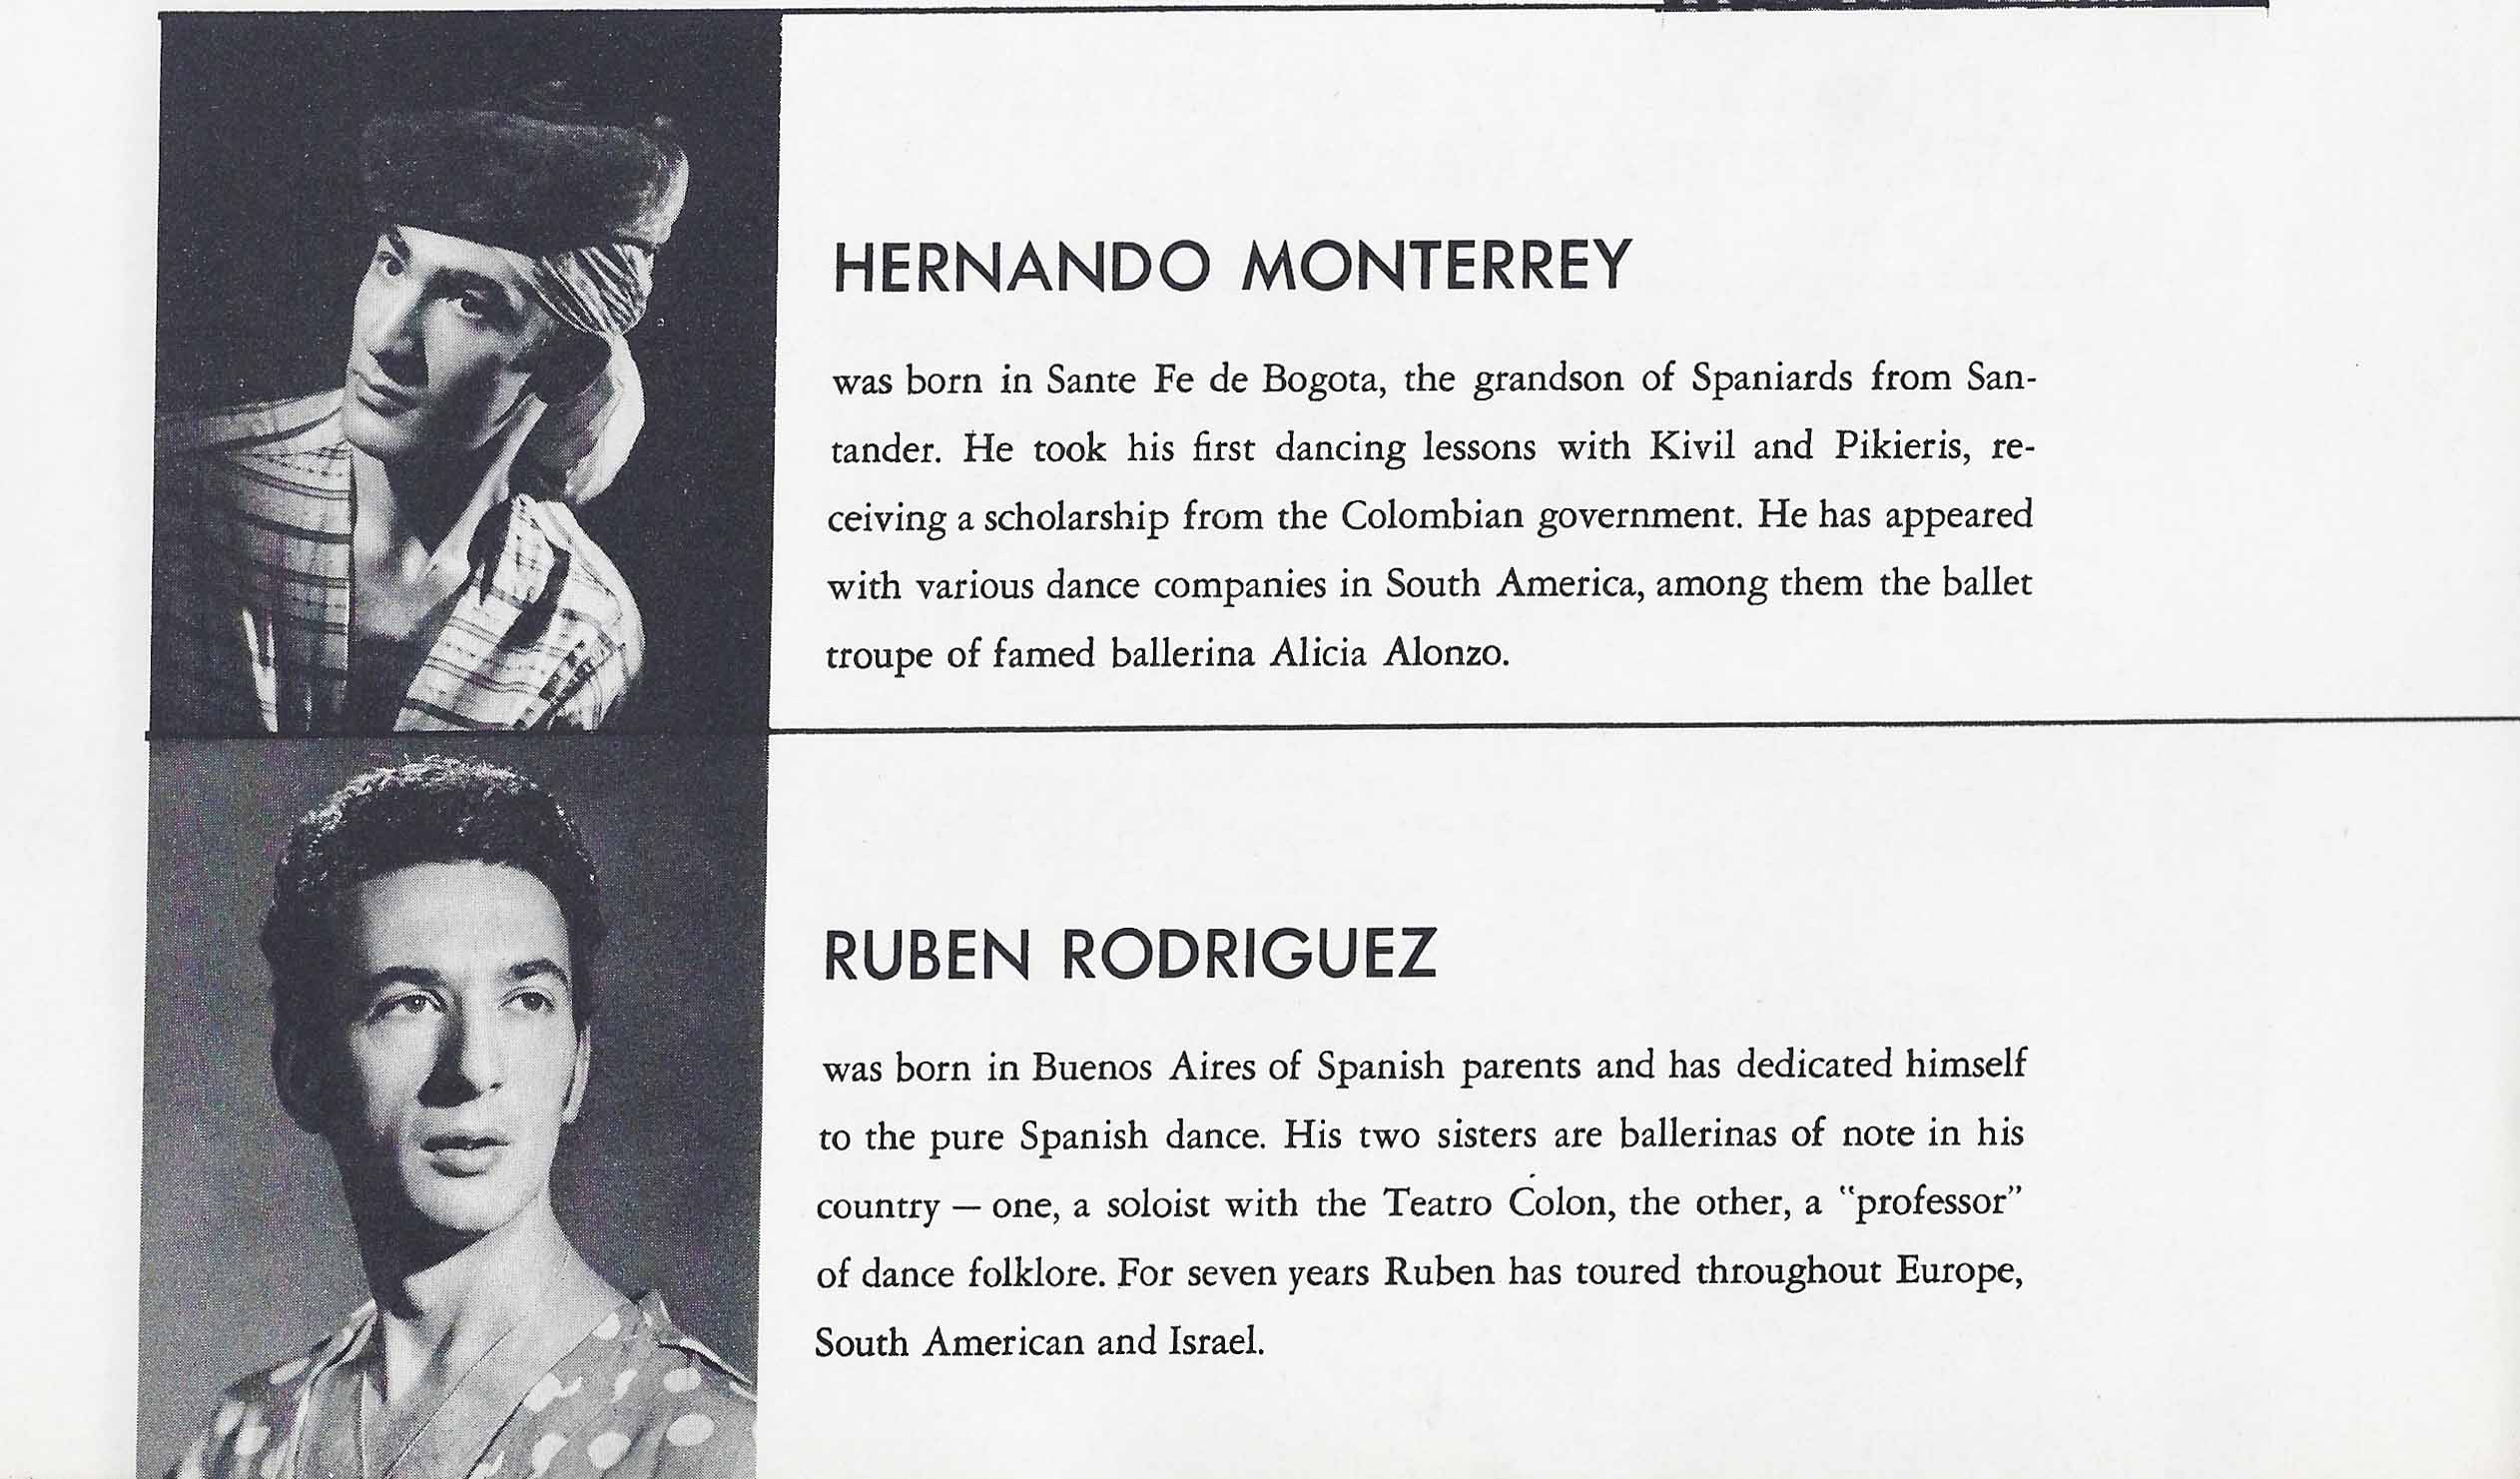 HERNANDO MONTERREY
was born in Sante Fe de Bogota, the grandson of Spaniards from San-
tander. He took his first dancing lessons with Kivil and Pikieris, re-
ceiving a scholarship from the Colombian government. He has appeared
with various dance companies in South America, among them the ballet
troupe of famed ballerina Alicia Alonzo.
RUBEN RODRIGUEZ
was born in Buenos Aires of Spanish parents and has dedicated himself
to the pure Spanish dance. His two sisters are ballerinas of note in his
country — one, a soloist with the Teatro Colon, the other, a “professor”
of dance folklore. For seven years Ruben has toured throughout Europe,
South American and Israel.